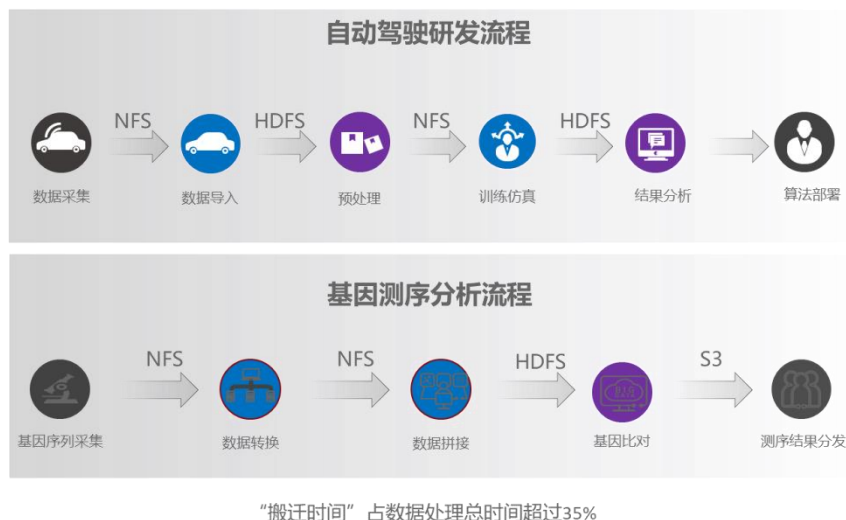 自动驾驶研发流程
NFS HDFS NFS HDFS
数据采集 数据导入 预处理 训练仿真 结果分析 算法部署
基因测序分析流程
NFS NFS HDFS S3
基因序列采集 数据转换 数据拼接 基因比对 测序结果分发
“搬迁时间”占数据处理总时间超过35%